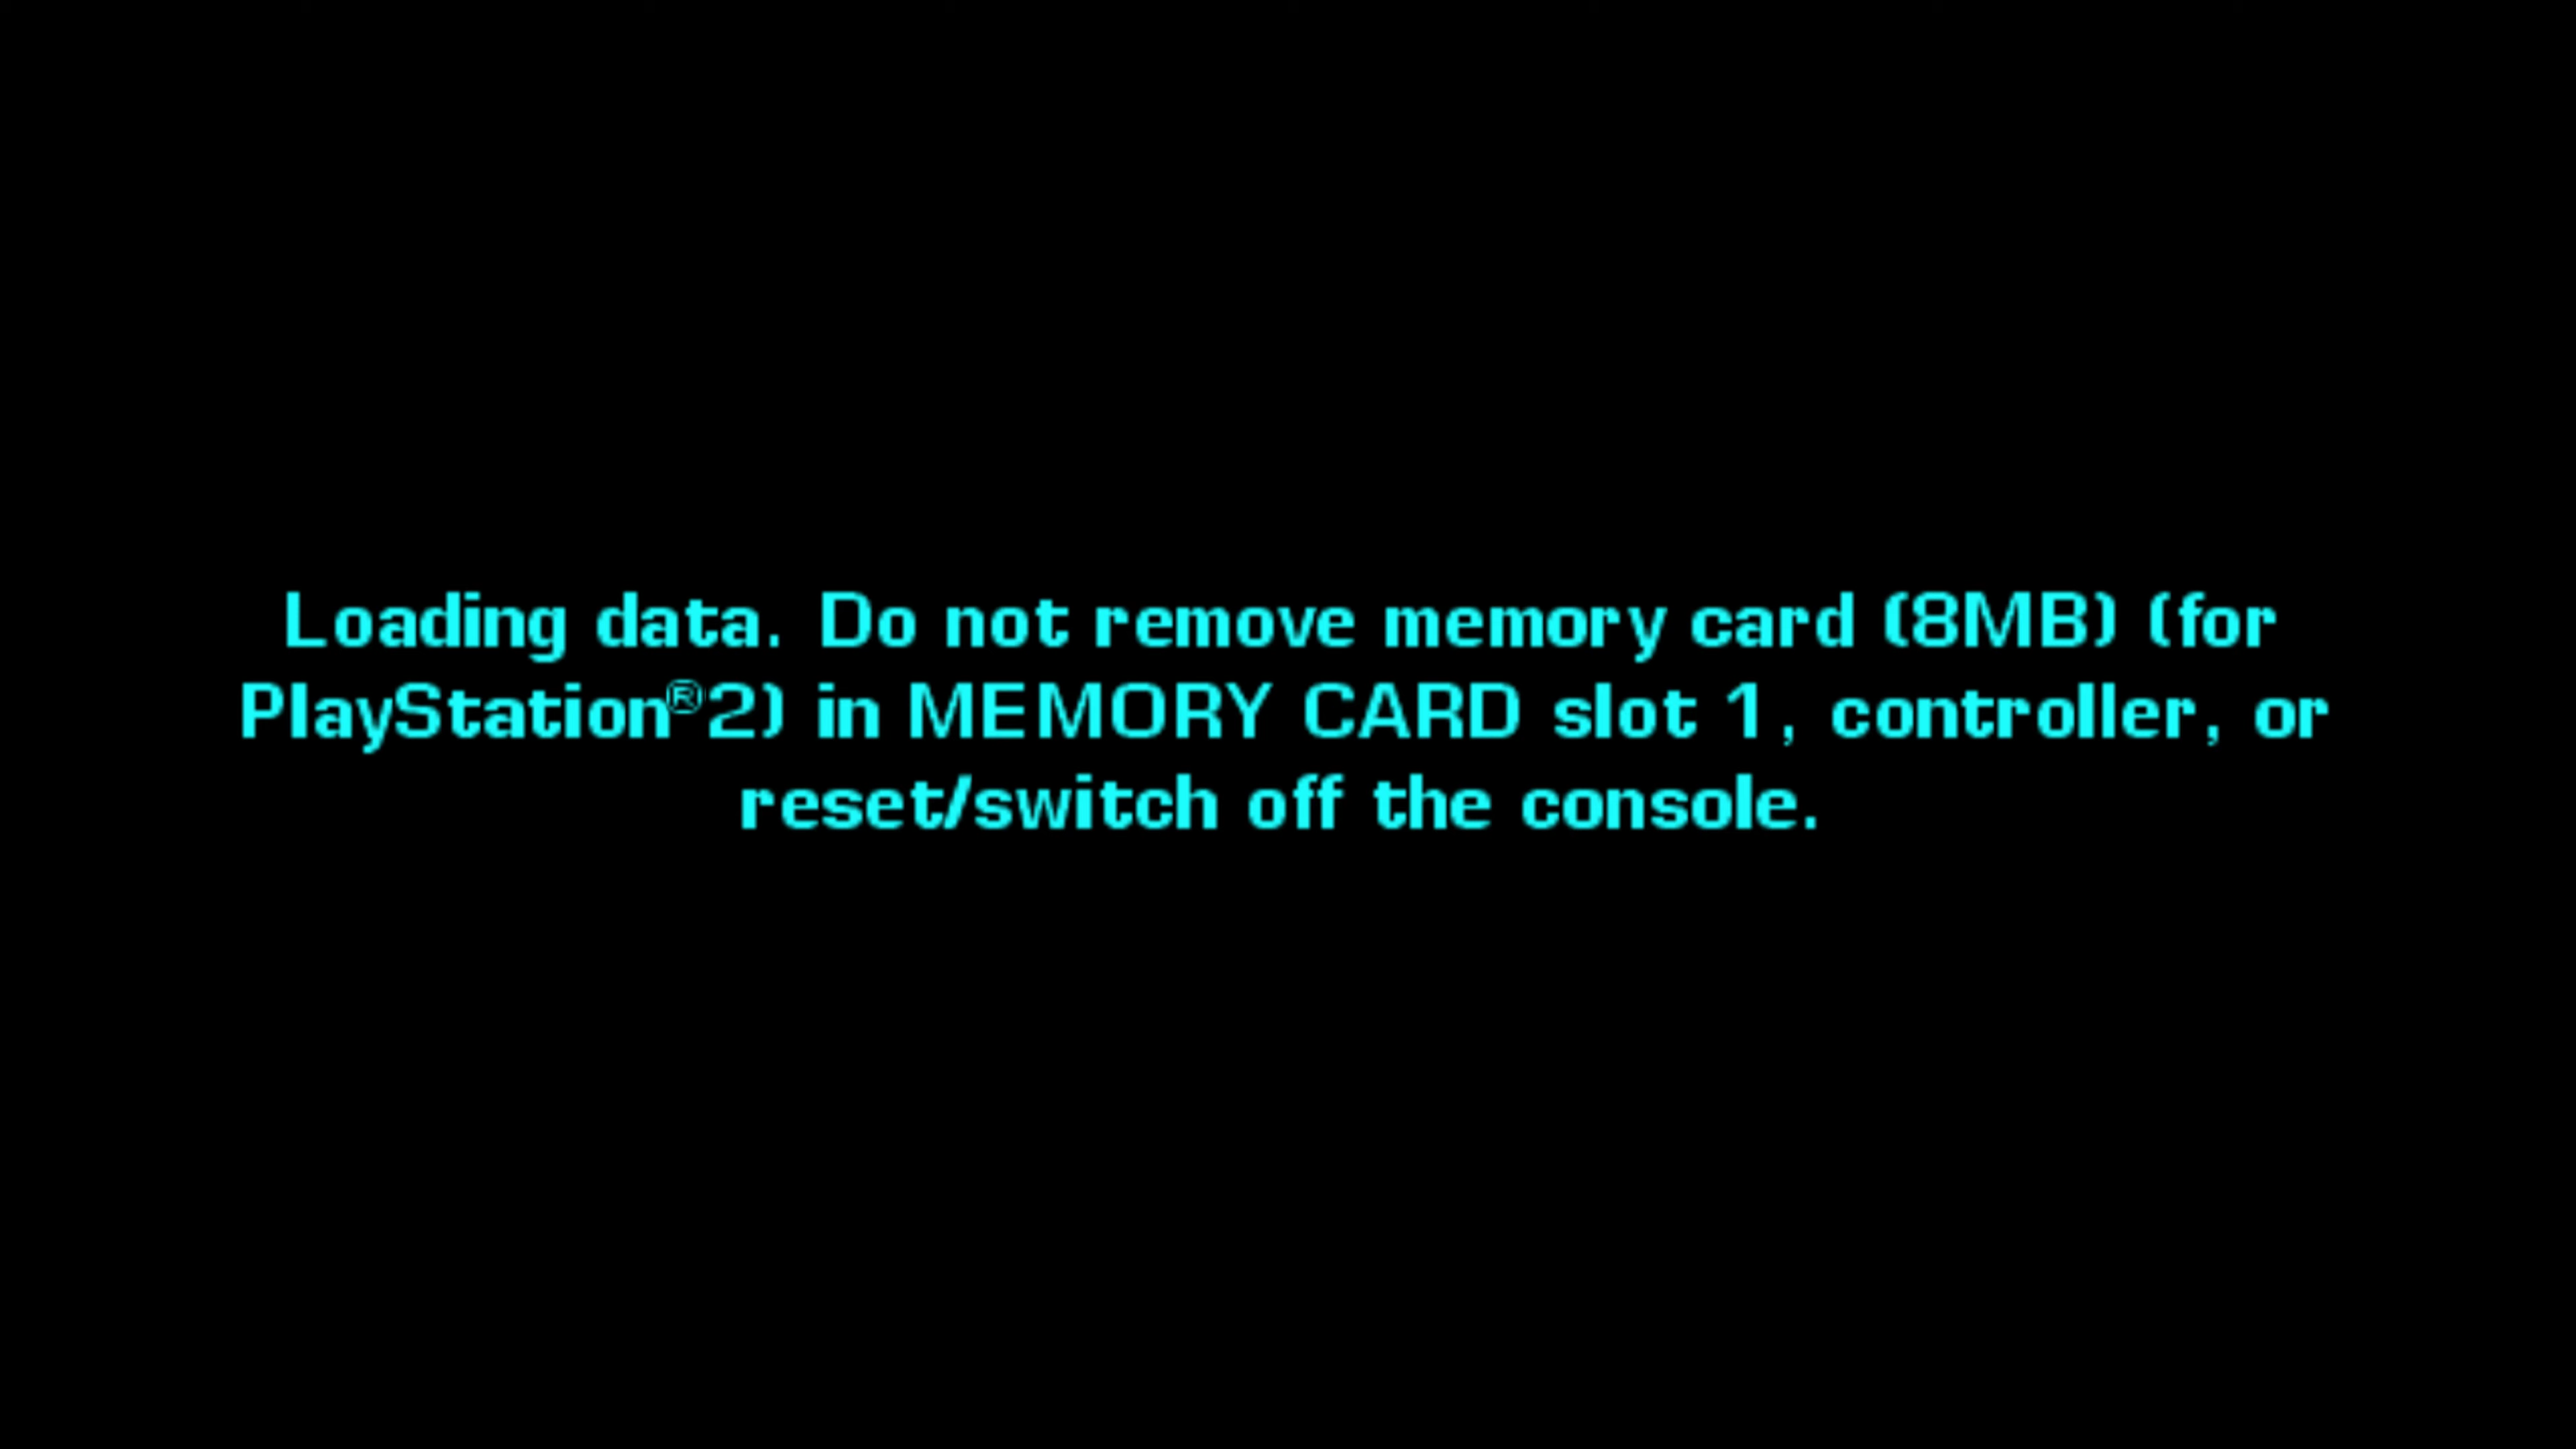 Loading data. Do not remove memory card (8MB) (for
PlayStation®2) in MEMORY CARD slot 1, controller, or
reset/switch off the console.